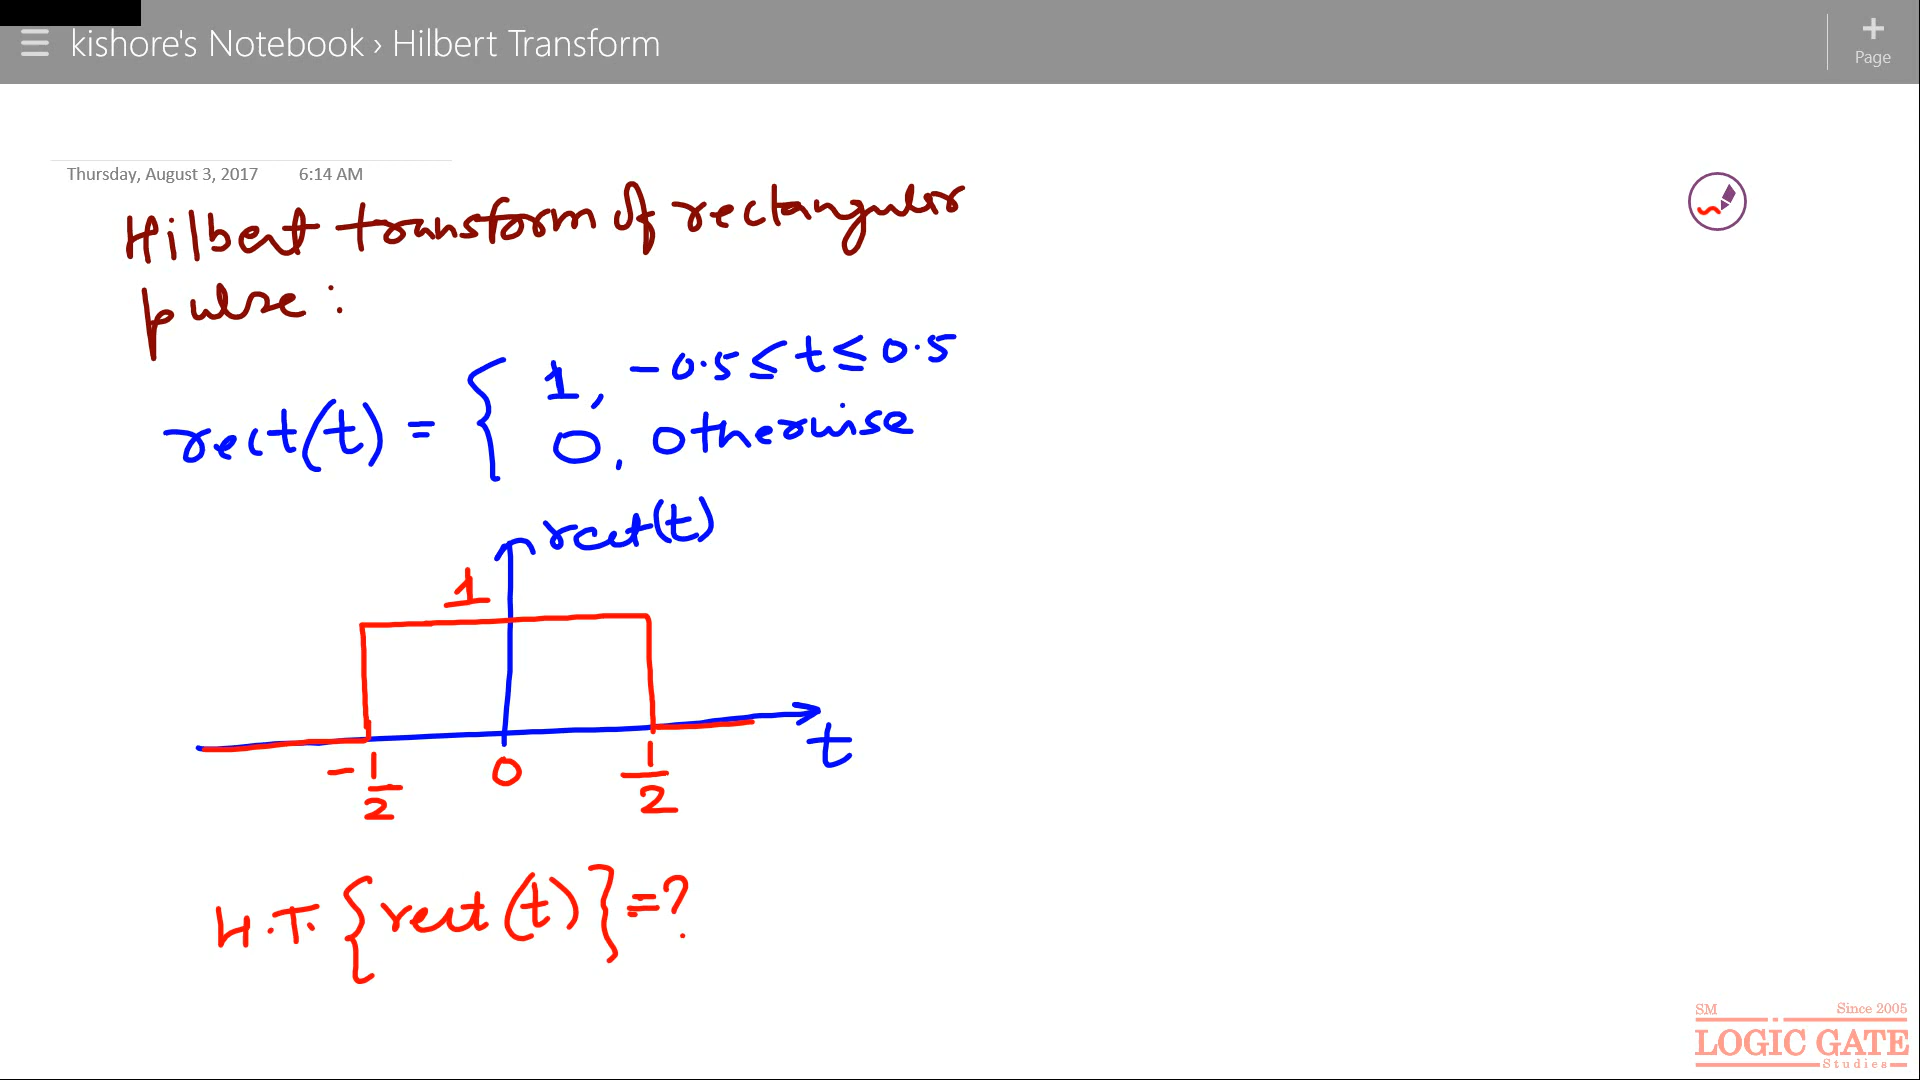 kishore's Notebook › Hilbert Transform
+
Page
Thursday, August 3, 2017 6:14 AM
Hilbert transform of rectangular
pulse :
rect(t) = { 1, -0.5 ≤ t ≤ 0.5
0, otherwise
rect(t)
1
t
-1/2 0 1/2
H.T. {rect(t)} = ?
SM Since 2005
LOGIC GATE
Studies